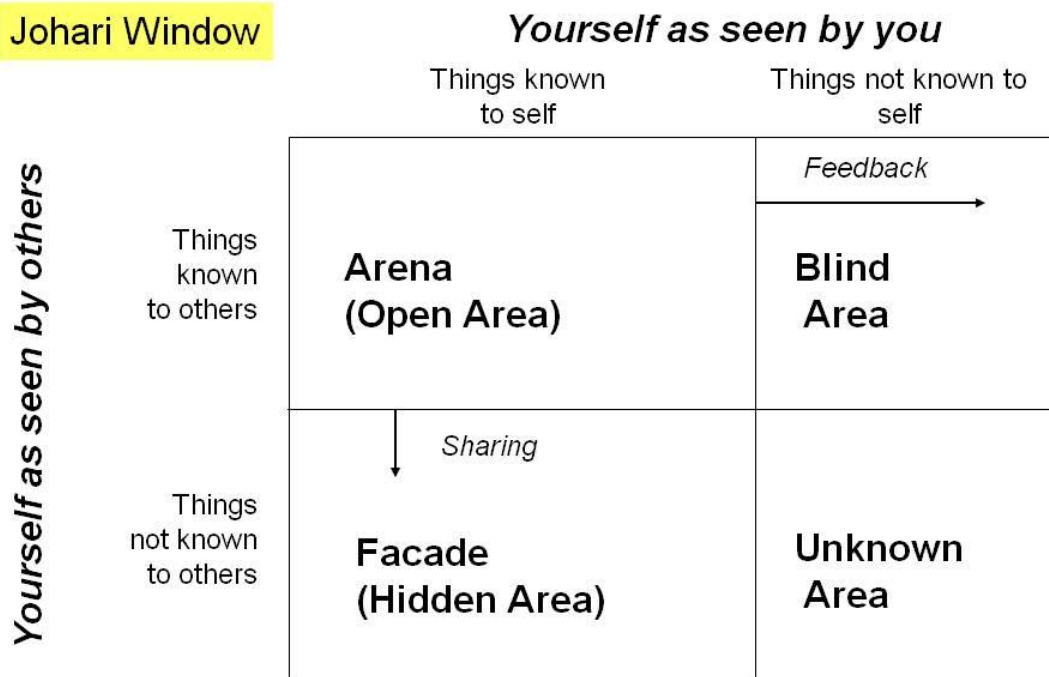 Johari Window
Yourself as seen by you
Things known
to self
Things not known to
self
Yourself as seen by others
Things
known
to others
Arena
(Open Area)
Feedback
Blind
Area
Things
not known
to others
Sharing
Facade
(Hidden Area)
Unknown
Area